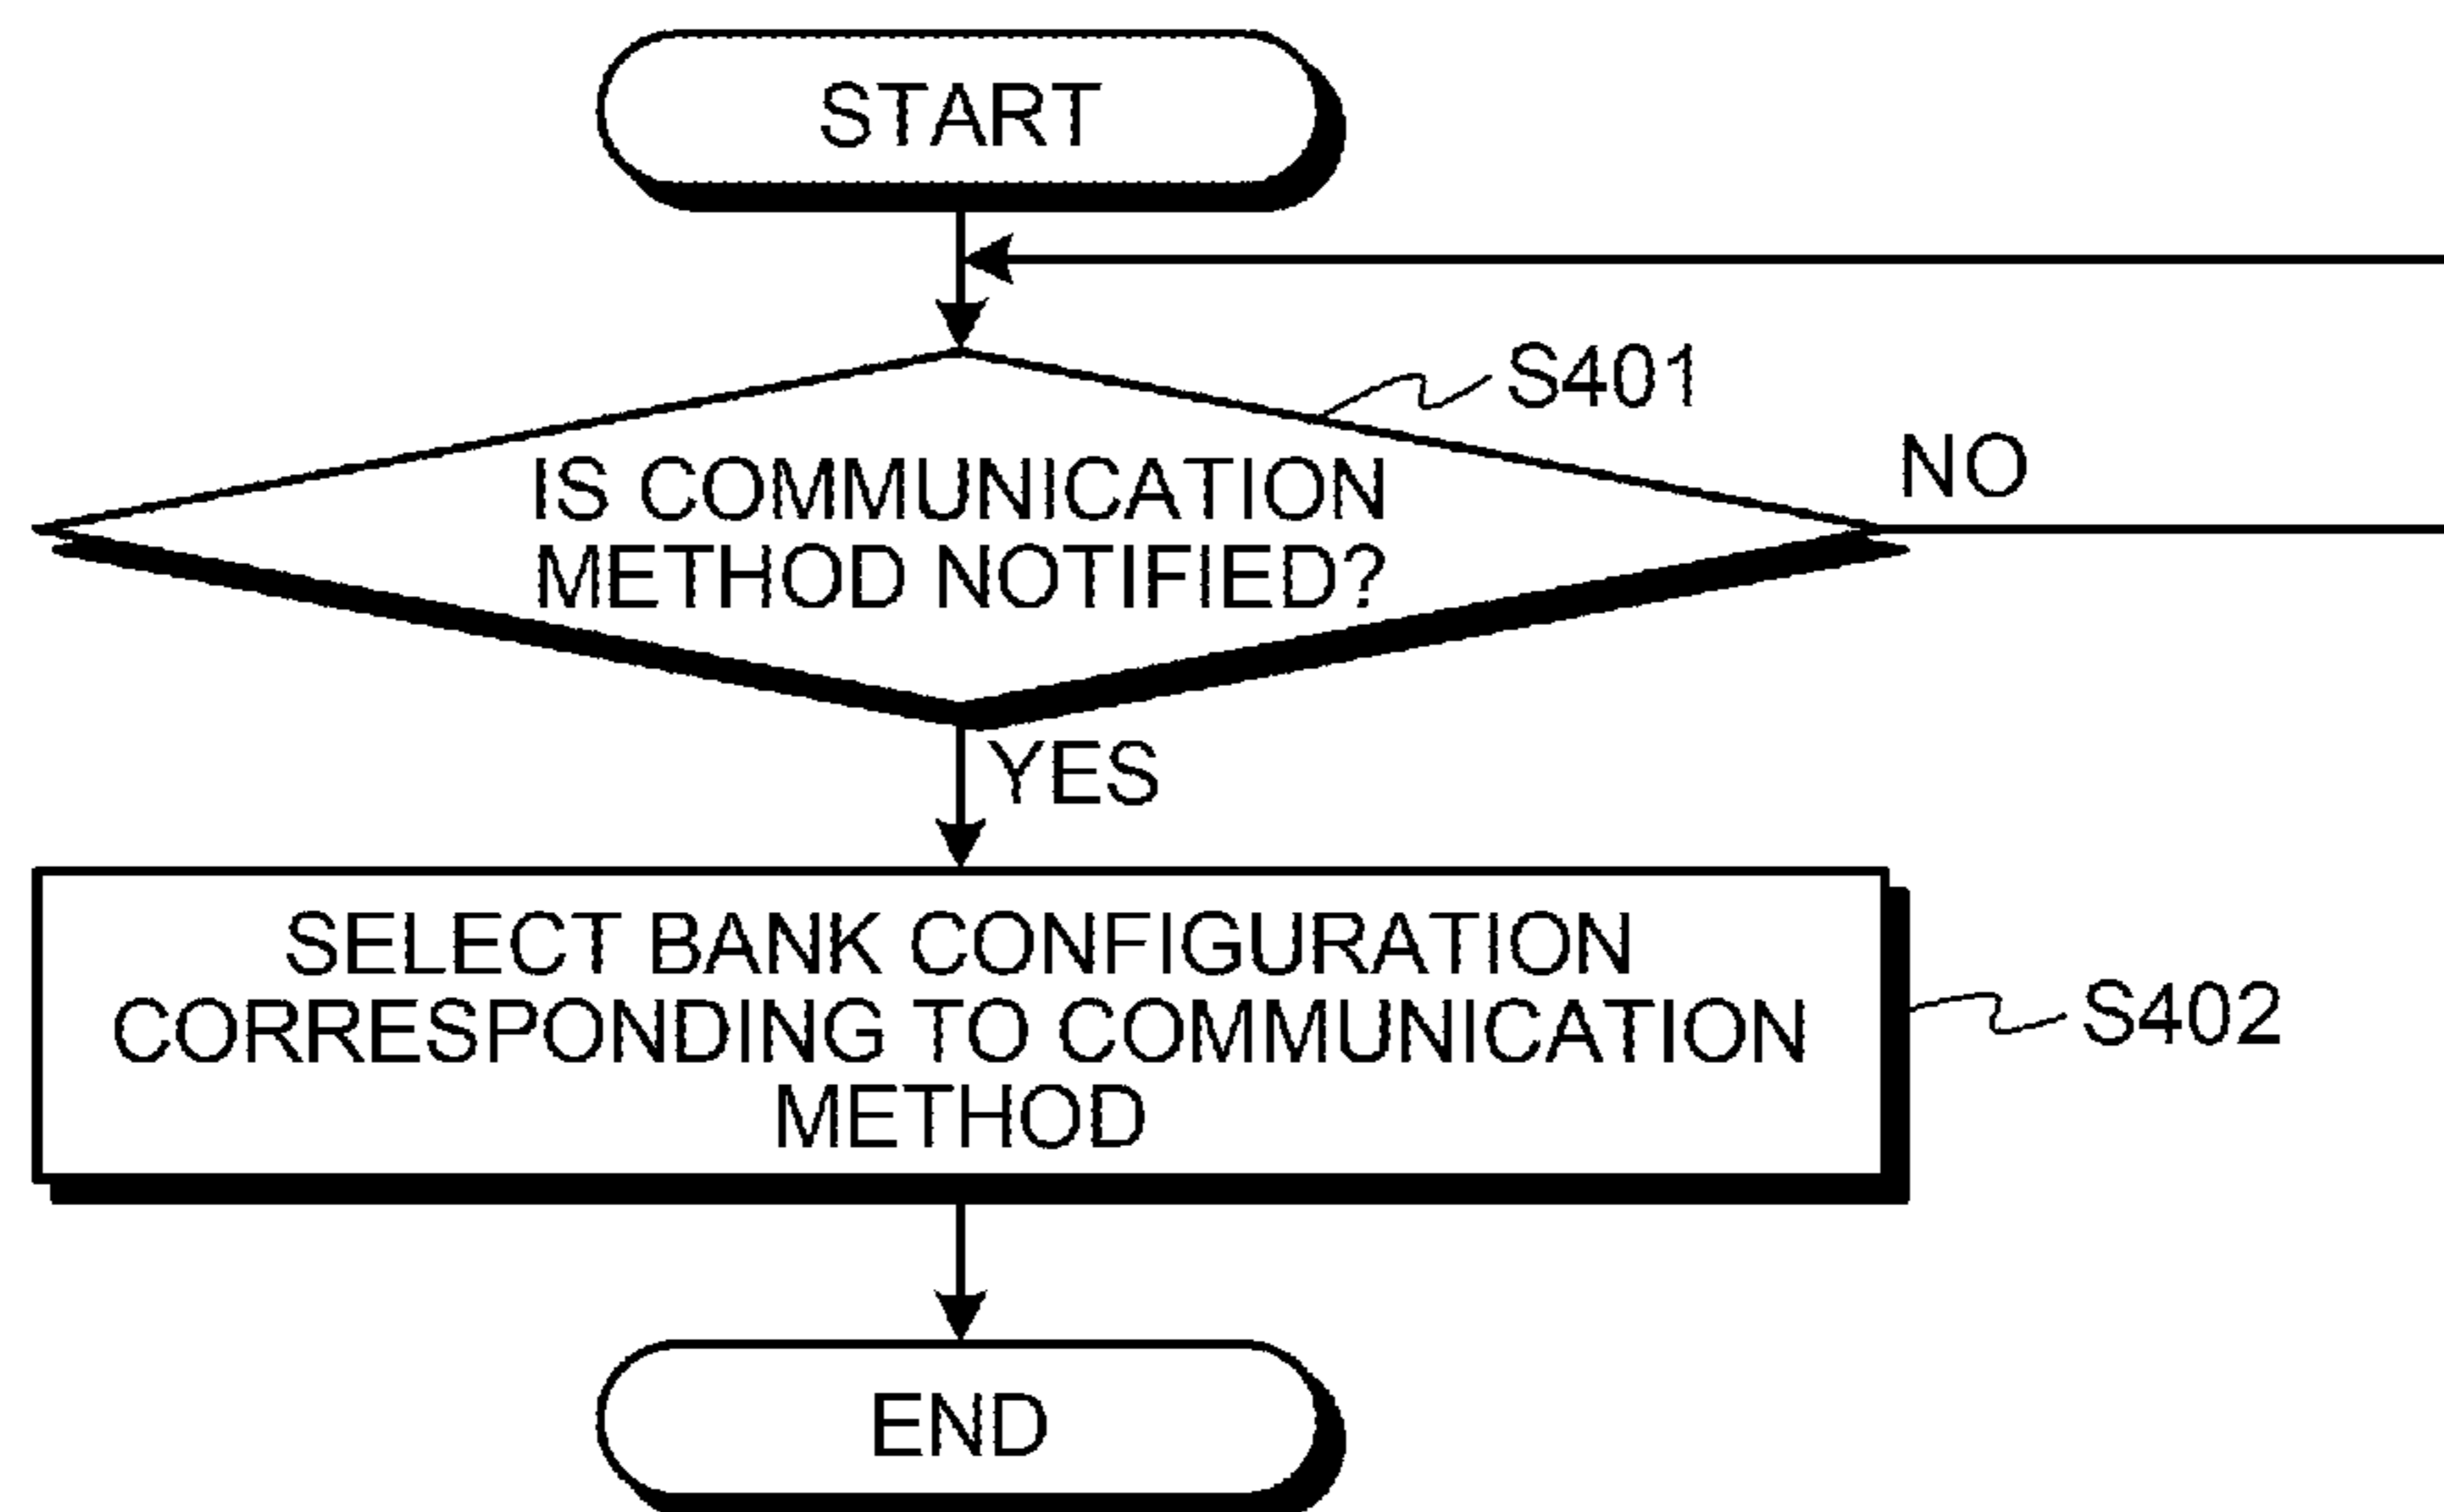 START
S401
NO
IS COMMUNICATION
METHOD NOTIFIED?
YES
SELECT BANK CONFIGURATION
CORRESPONDING TO COMMUNICATION
METHOD
S402
END